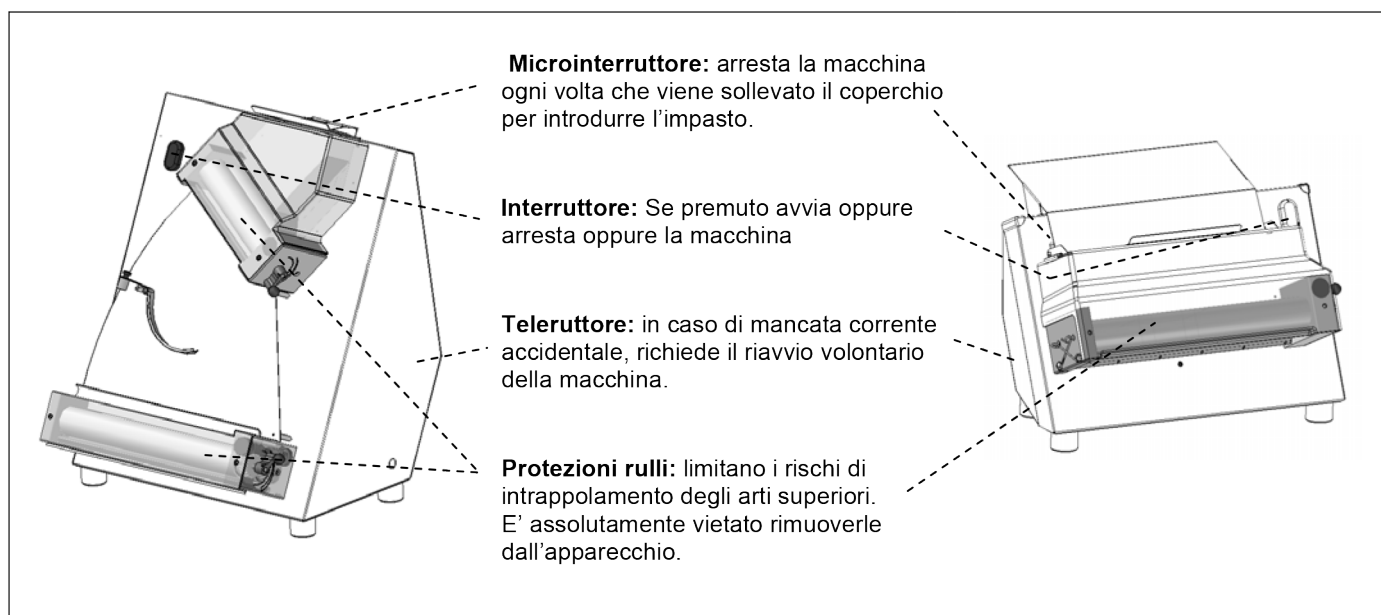 Microinterruttore: arresta la macchina
ogni volta che viene sollevato il coperchio
per introdurre l’impasto.
Interruttore: Se premuto avvia oppure
arresta oppure la macchina
Teleruttore: in caso di mancata corrente
accidentale, richiede il riavvio volontario
della macchina.
Protezioni rulli: limitano i rischi di
intrappolamento degli arti superiori.
E’ assolutamente vietato rimuoverle
dall’apparecchio.